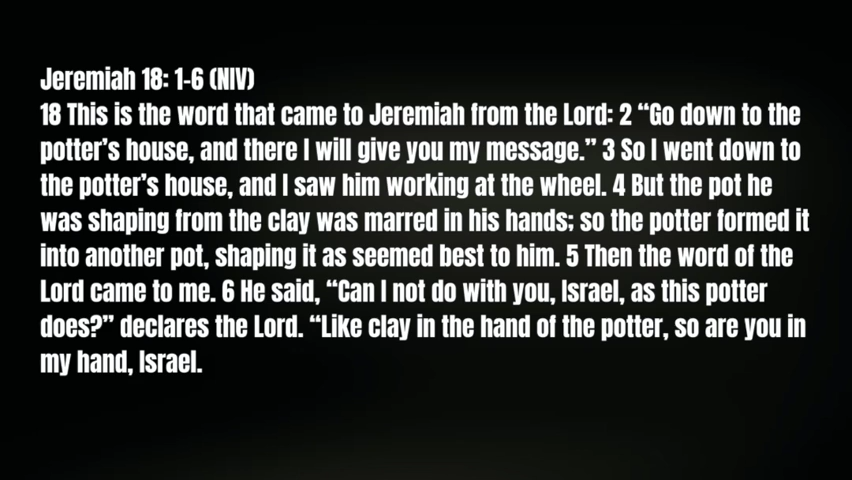 Jeremiah 18: 1-6 (NIV)
18 This is the word that came to Jeremiah from the Lord: 2 “Go down to the
potter’s house, and there I will give you my message.” 3 So I went down to
the potter’s house, and I saw him working at the wheel. 4 But the pot he
was shaping from the clay was marred in his hands; so the potter formed it
into another pot, shaping it as seemed best to him. 5 Then the word of the
Lord came to me. 6 He said, “Can I not do with you, Israel, as this potter
does?” declares the Lord. “Like clay in the hand of the potter, so are you in
my hand, Israel.